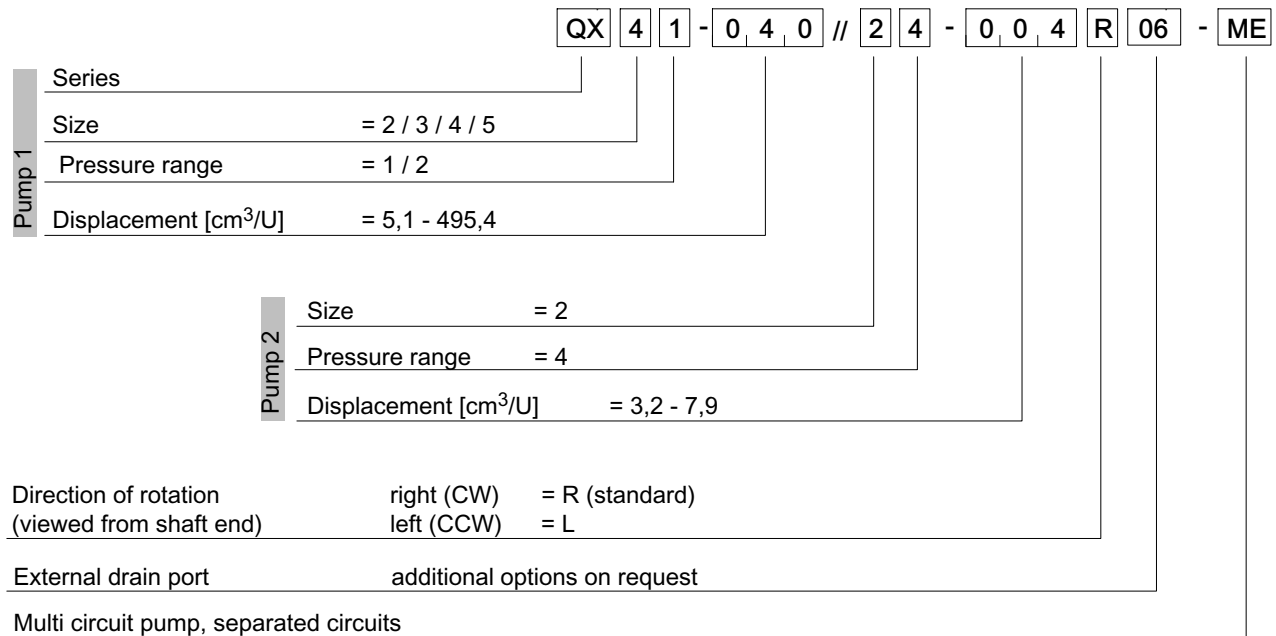 QX 4 1 - 0 4 0 // 2 4 - 0 0 4 R 06 - ME
Pump 1
Series
Size = 2 / 3 / 4 / 5
Pressure range = 1 / 2
Displacement [cm³/U] = 5,1 - 495,4
Pump 2
Size = 2
Pressure range = 4
Displacement [cm³/U] = 3,2 - 7,9
Direction of rotation right (CW) = R (standard)
(viewed from shaft end) left (CCW) = L
External drain port additional options on request
Multi circuit pump, separated circuits